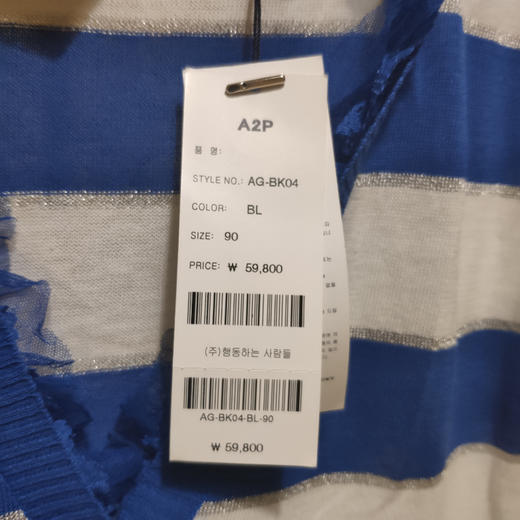 A2P
품 명:
STYLE NO.: AG-BK04
COLOR: BL
SIZE: 90
PRICE: ₩ 59,800
(주)행동하는 사람들
AG-BK04-BL-90
₩ 59,800